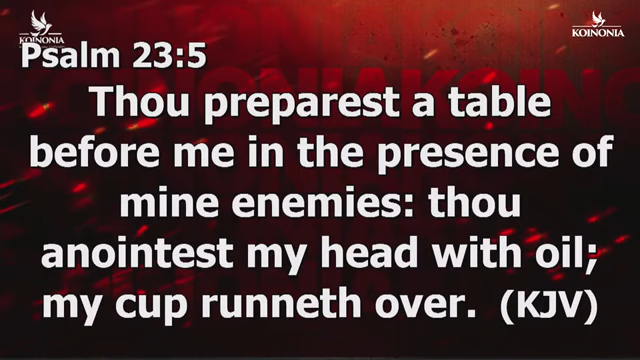 KOINONIA
KOINONIA
Psalm 23:5
Thou preparest a table
before me in the presence of
mine enemies: thou
anointest my head with oil;
my cup runneth over. (KJV)